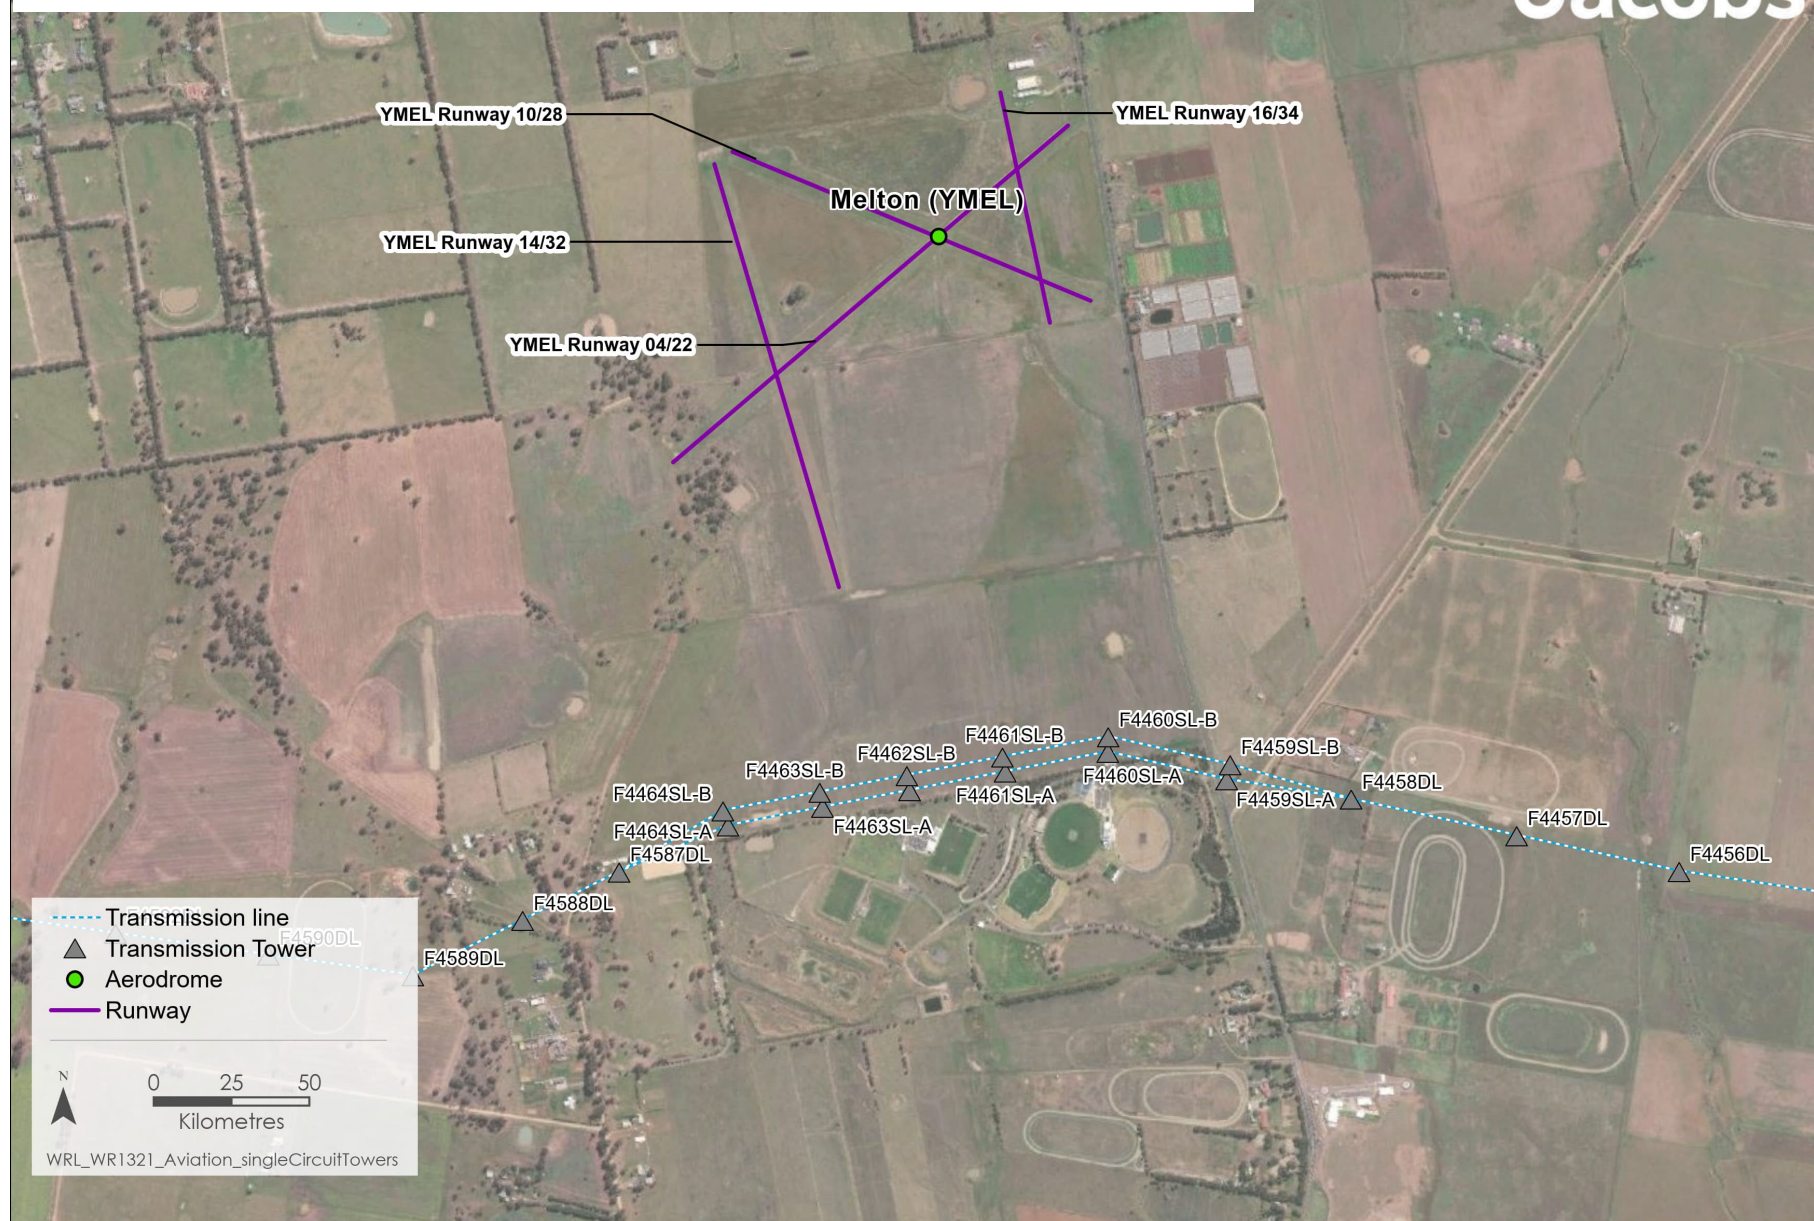 Jacobs
YMEL Runway 10/28
YMEL Runway 16/34
Melton (YMEL)
YMEL Runway 14/32
YMEL Runway 04/22
F4460SL-B
F4461SL-B
F4459SL-B
F4462SL-B
F4463SL-B
F4460SL-A
F4458DL
F4464SL-B
F4461SL-A
F4459SL-A
F4457DL
F4463SL-A
F4464SL-A
F4587DL
F4456DL
F4588DL
F4590DL
F4589DL
Transmission line
Transmission Tower
Aerodrome
Runway
N
0 25 50
Kilometres
WRL_WR1321_Aviation_singleCircuitTowers